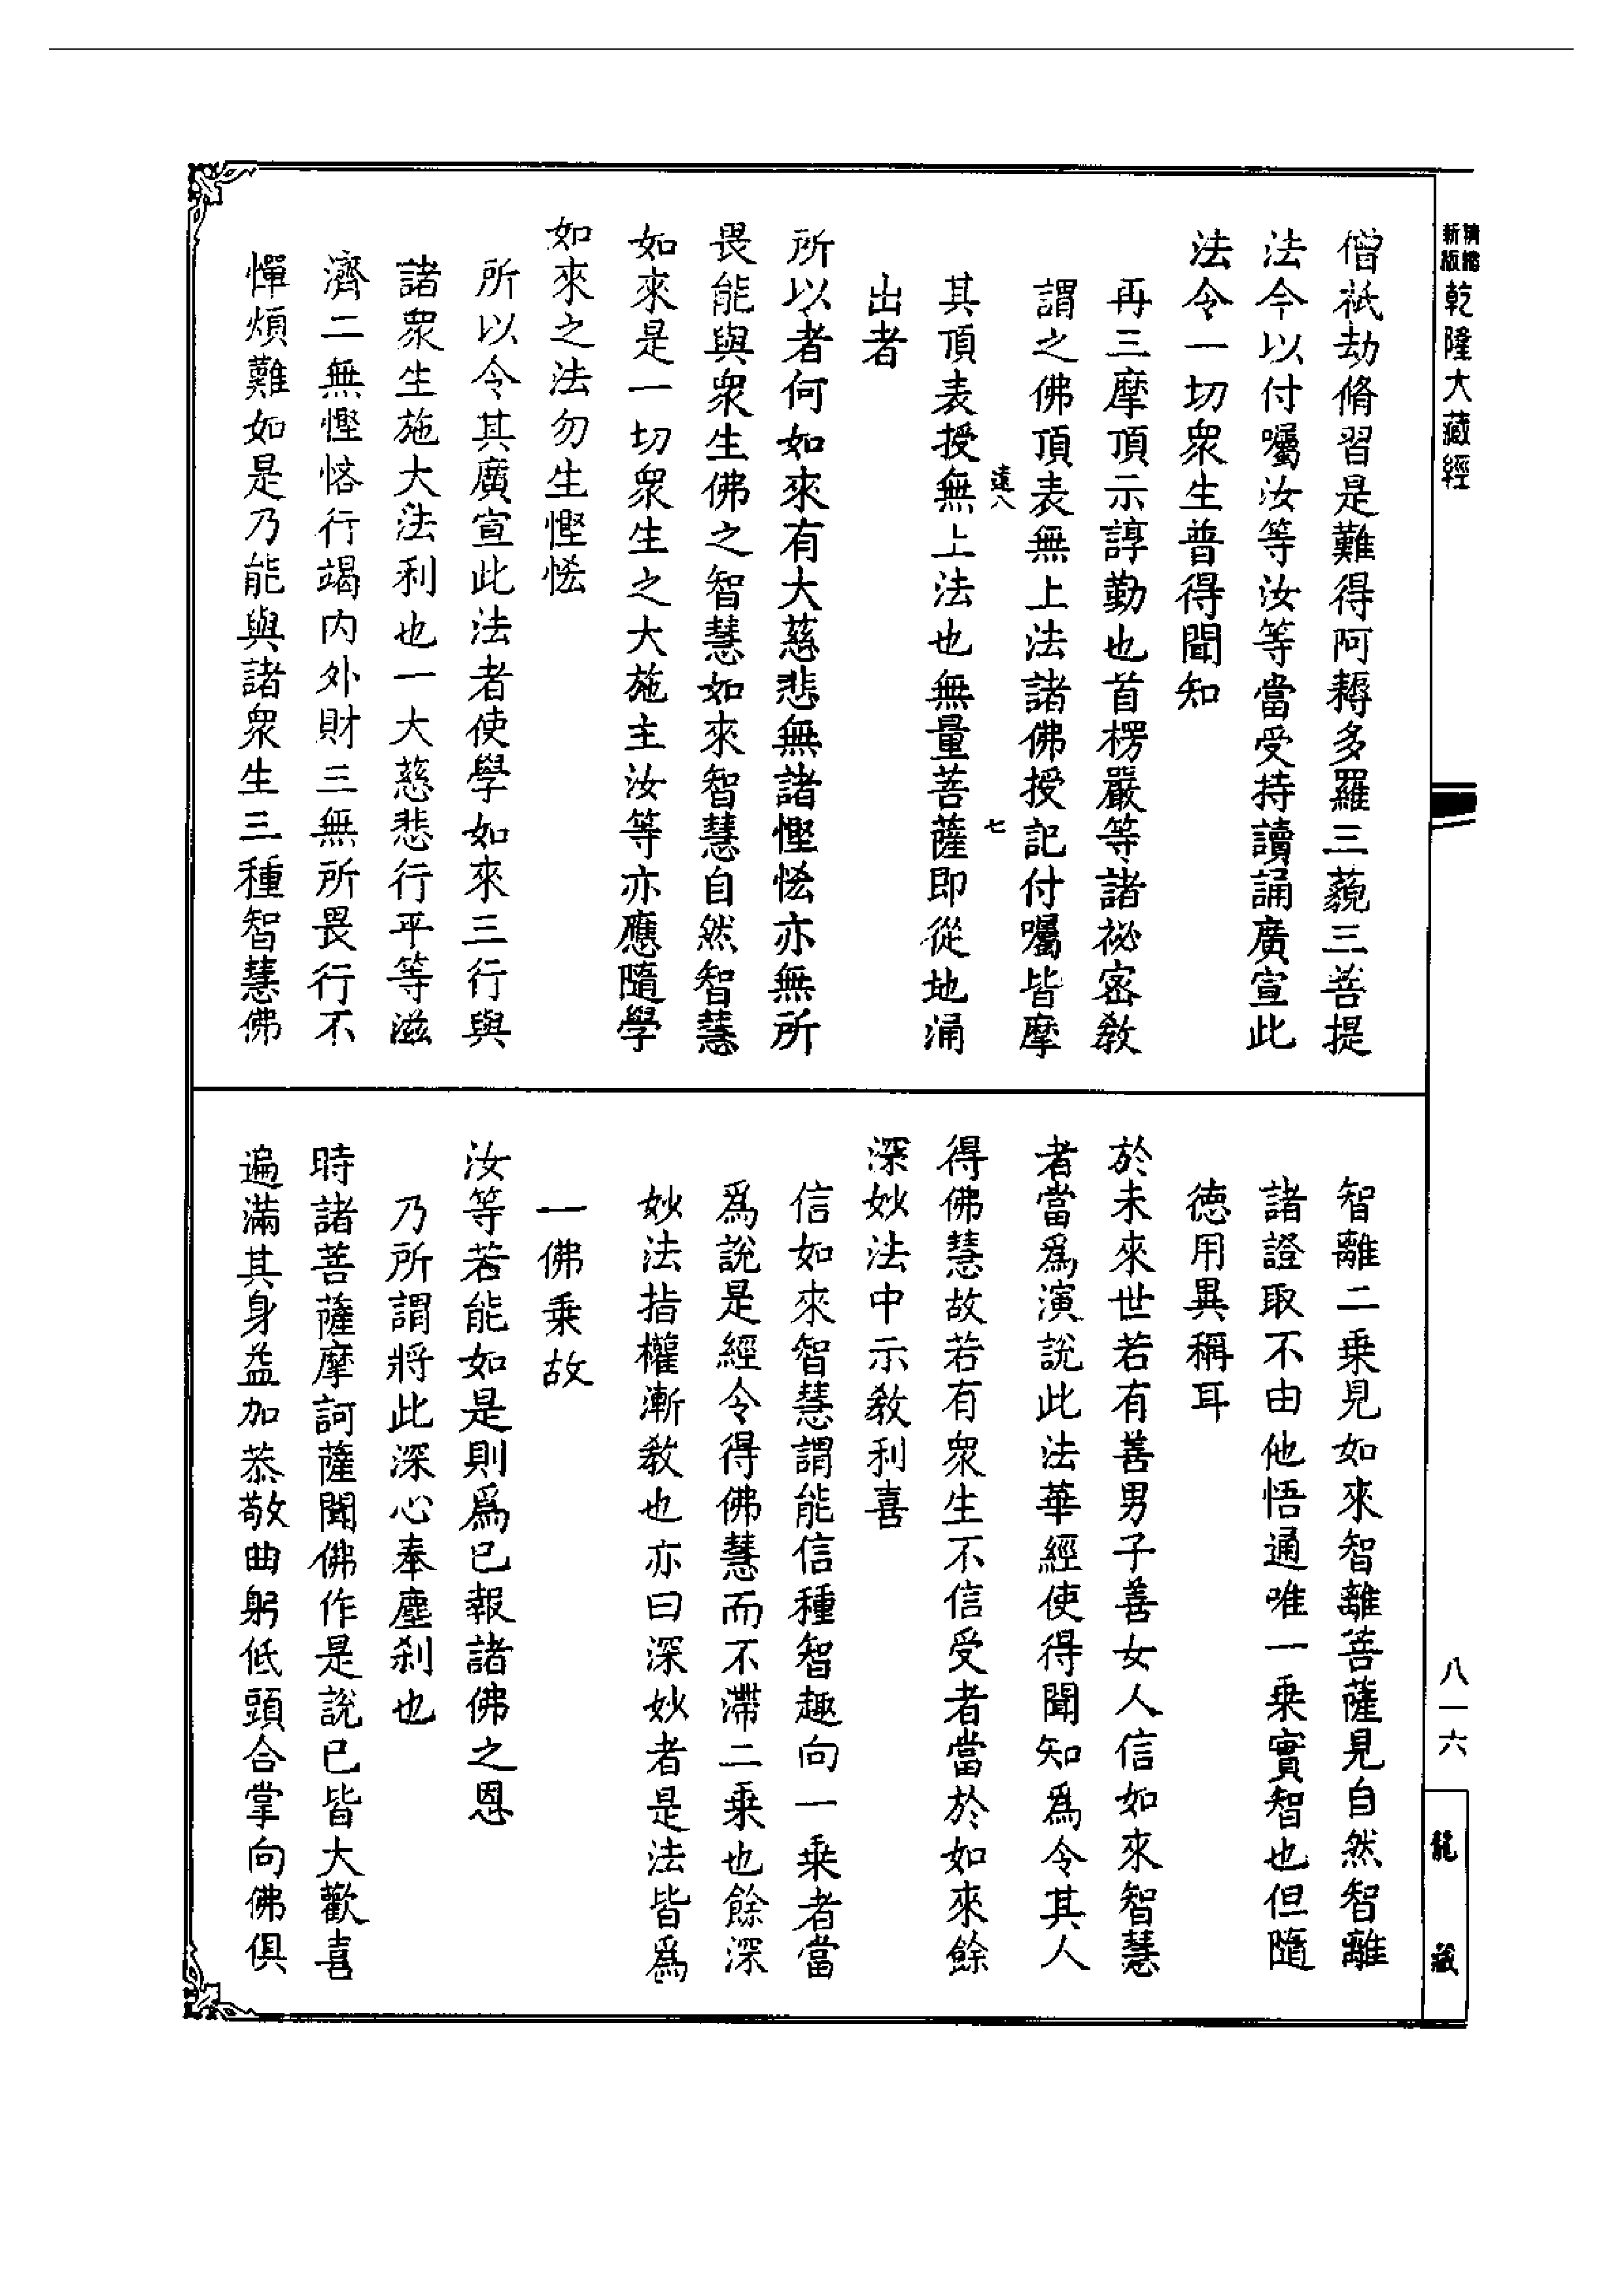 新版
乾隆大藏經
僧祇劫脩習是難得阿耨多羅三藐三菩提
法今以付囑汝等汝等當受持讀誦廣宣此
法令一切衆生普得聞知
再三摩頂示諄勤也首楞嚴等諸祕密教
謂之佛頂表無上法諸佛授記付囑皆摩
遠八
七
其頂表授無上法也無量菩薩即從地涌
出者
所以者何如來有大慈悲無諸慳悋亦無所
畏能與衆生佛之智慧如來智慧自然智慧
如來是一切衆生之大施主汝等亦應隨學
如來之法勿生慳悋
所以令其廣宣此法者使學如來三行與
諸衆生施大法利也一大慈悲行平等滋
濟二無慳悋行竭内外財三無所畏行不
憚煩難如是乃能與諸衆生三種智慧佛
智離二乗見如來智離菩薩見自然智離
諸證取不由他悟通唯一乗實智也但隨
德用異稱耳
於未來世若有善男子善女人信如來智慧
者當爲演說此法華經使得聞知爲令其人
得佛慧故若有衆生不信受者當於如來餘
深妙法中示教利喜
信如來智慧謂能信種智趣向一乗者當
爲說是經令得佛慧而不滯二乗也餘深
妙法指權漸教也亦曰深妙者是法皆爲
一佛乗故
汝等若能如是則爲已報諸佛之恩
乃所謂將此深心奉塵刹也
時諸菩薩摩訶薩聞佛作是說已皆大歡喜
遍滿其身益加恭敬曲躬低頭合掌向佛俱
八一六
龍藏